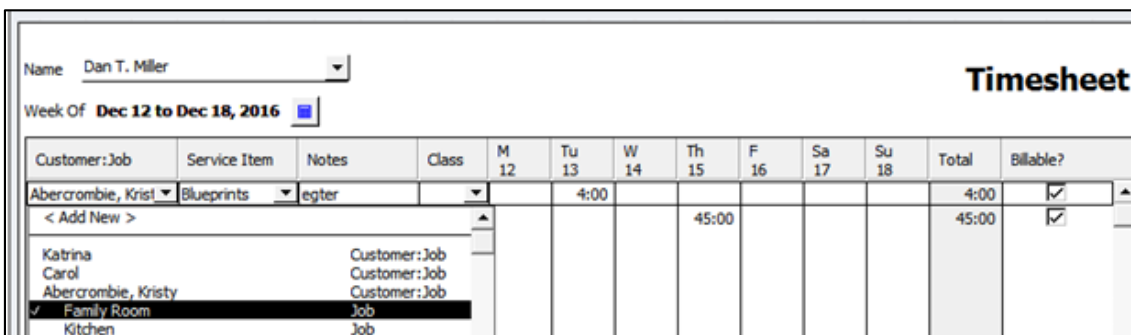 Name Dan T. Miller
Timesheet
Week Of Dec 12 to Dec 18, 2016
Customer:Job Service Item Notes Class M 12 Tu 13 W 14 Th 15 F 16 Sa 17 Su 18 Total Billable?
Abercrombie, Krist Blueprints egter 4:00 4:00
< Add New > 45:00 45:00
Katrina Customer:Job
Carol Customer:Job
Abercrombie, Kristy Customer:Job
✓ Family Room Job
Kitchen Job